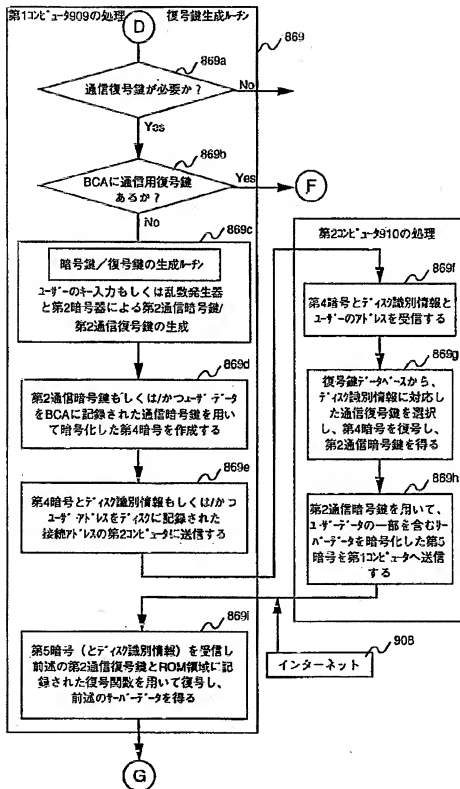 第1ｺﾝﾋﾟｭｰﾀ909の処理
復号鍵生成ﾙｰﾁﾝ
D
869
869a
通信復号鍵が必要か？
No
Yes
869b
BCAに通信用復号鍵
あるか？
Yes
F
No
869c
暗号鍵／復号鍵の生成ﾙｰﾁﾝ
ﾕｰｻﾞｰのｷｰ入力もしくは乱数発生器
と第2暗号器による第2通信暗号鍵/
第2通信復号鍵の生成
869d
第2通信暗号鍵もしくは/かつﾕｰｻﾞﾃﾞｰﾀ
をBCAに記録された通信暗号鍵を用い
て暗号化した第4暗号を作成する
869e
第4暗号とﾃﾞｨｽｸ識別情報もしくは/かつ
ﾕｰｻﾞｰｱﾄﾞﾚｽをﾃﾞｨｽｸに記録された
接続ｱﾄﾞﾚｽの第2ｺﾝﾋﾟｭｰﾀに送信する
第2ｺﾝﾋﾟｭｰﾀ910の処理
869f
第4暗号とﾃﾞｨｽｸ識別情報と
ﾕｰｻﾞｰのｱﾄﾞﾚｽを受信する
869g
復号鍵ﾃﾞｰﾀﾍﾞｰｽから、
ﾃﾞｨｽｸ識別情報に対応し
た通信復号鍵を選択
し、第4暗号を復号し、
第2通信暗号鍵を得る
869h
第2通信暗号鍵を用いて、
ﾕｰｻﾞｰﾃﾞｰﾀの一部を含むｻｰ
ﾊﾞｰﾃﾞｰﾀを暗号化した第5
暗号を第1ｺﾝﾋﾟｭｰﾀへ送信
する
869i
第5暗号（とﾃﾞｨｽｸ識別情報）を受信し
前述の第2通信復号鍵とROM領域に記
録された復号関数を用いて復号し、
前述のｻｰﾊﾞｰﾃﾞｰﾀを得る
908
インターネット
G